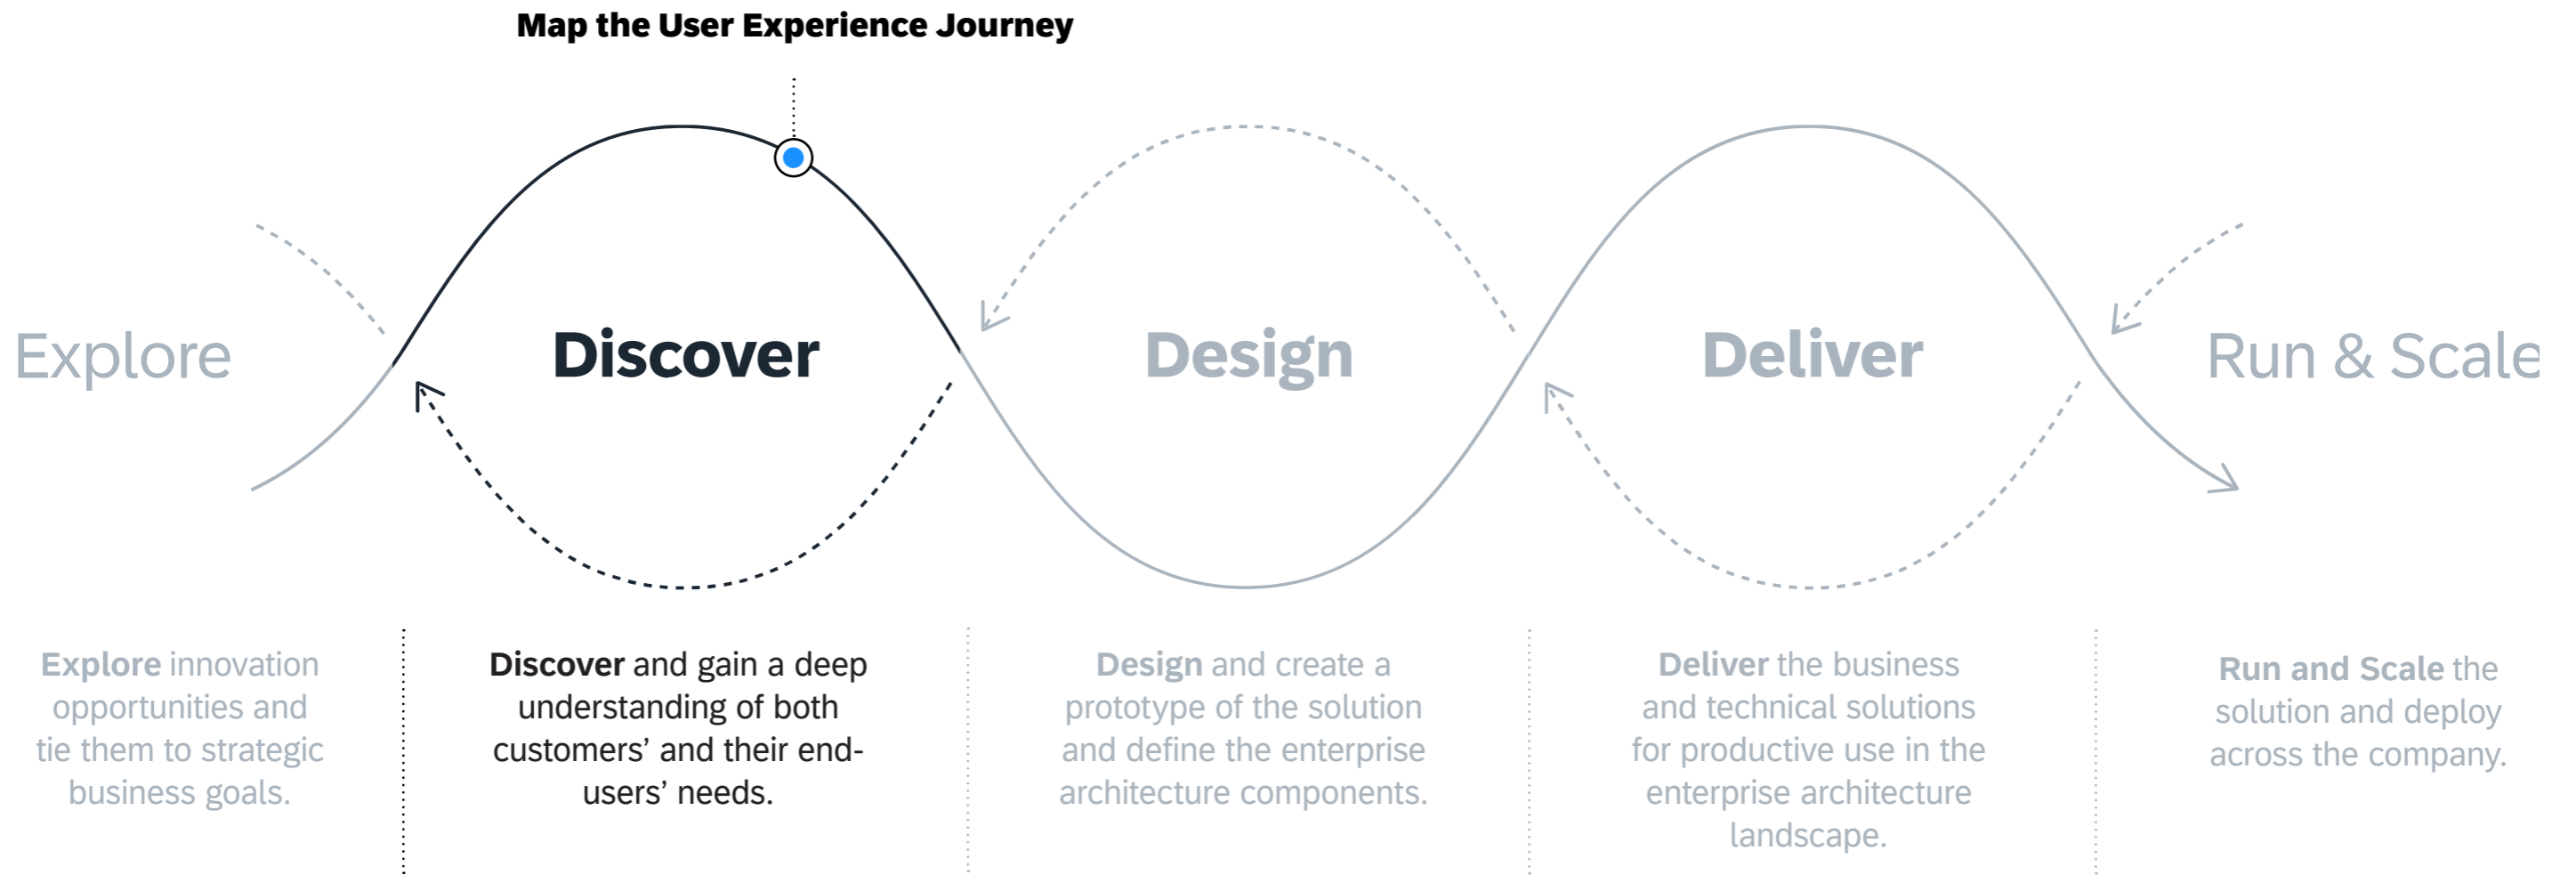 Map the User Experience Journey
Explore
Discover
Design
Deliver
Run & Scale
Explore innovation
opportunities and
tie them to strategic
business goals.
Discover and gain a deep
understanding of both
customers’ and their end-
users’ needs.
Design and create a
prototype of the solution
and define the enterprise
architecture components.
Deliver the business
and technical solutions
for productive use in the
enterprise architecture
landscape.
Run and Scale the
solution and deploy
across the company.